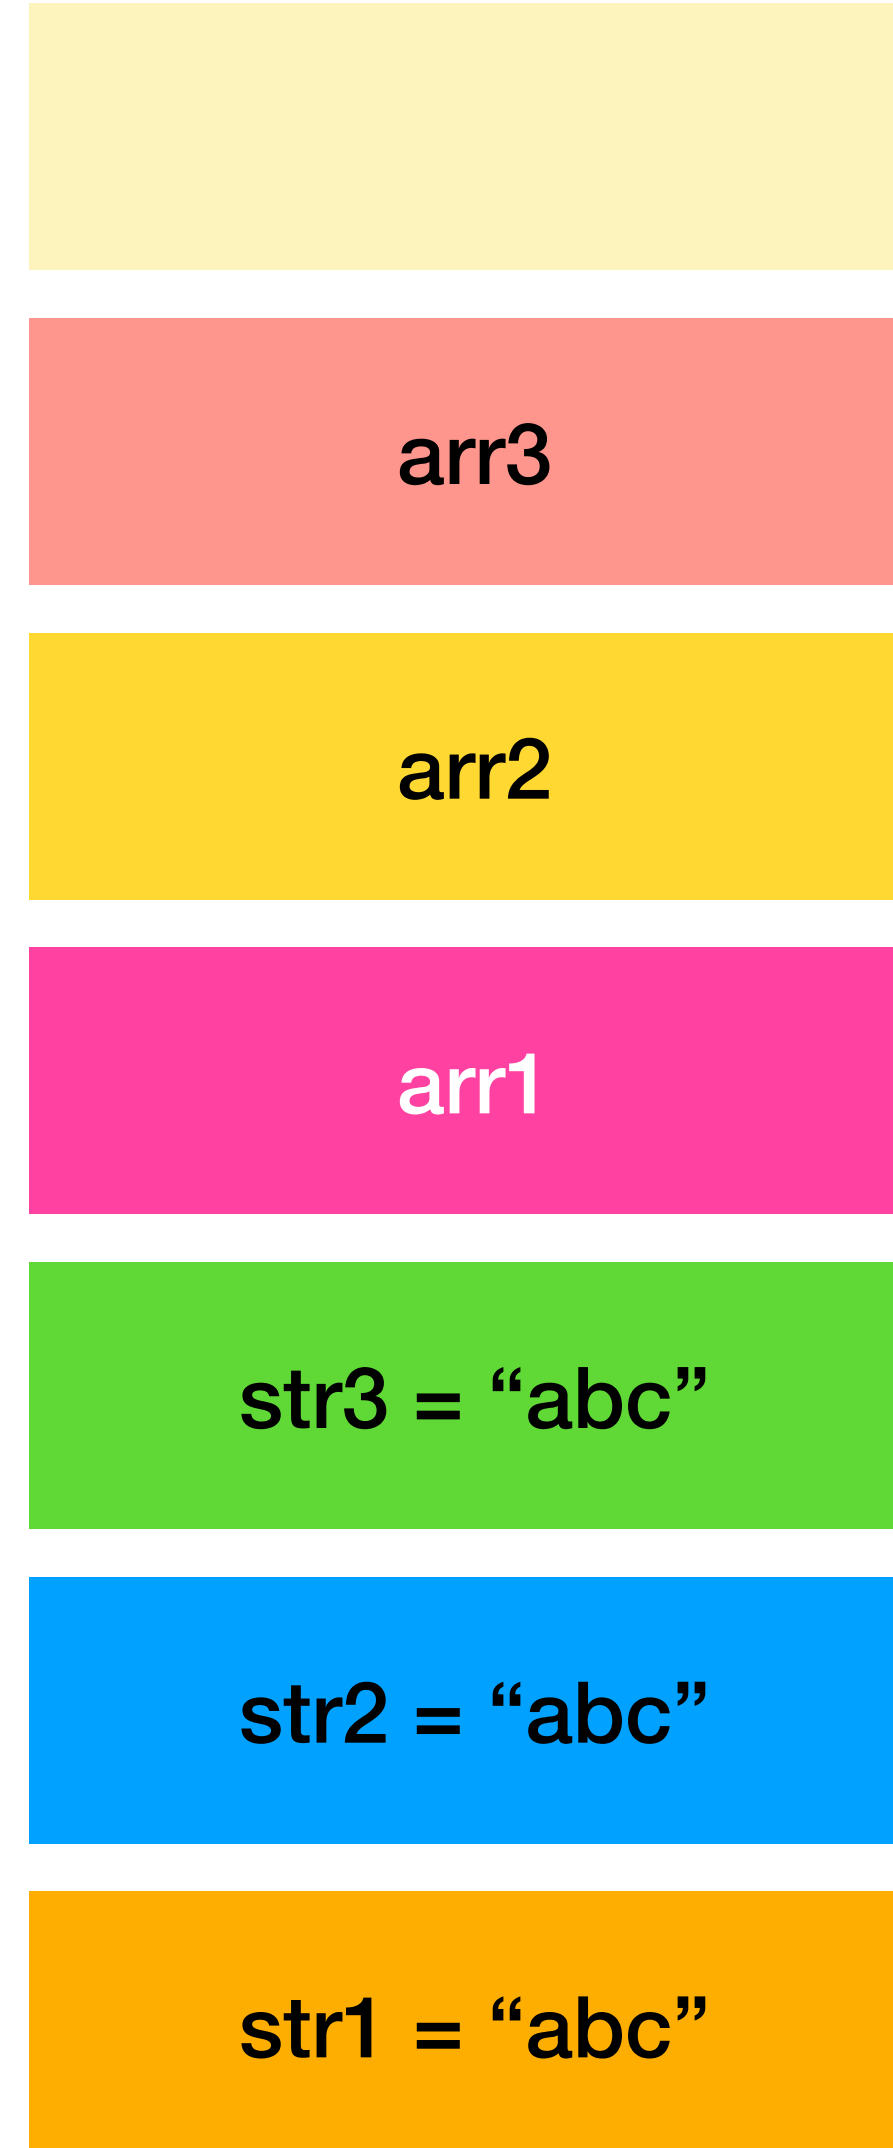 arr3
arr2
arr1
str3 = “abc”
str2 = “abc”
str1 = “abc”